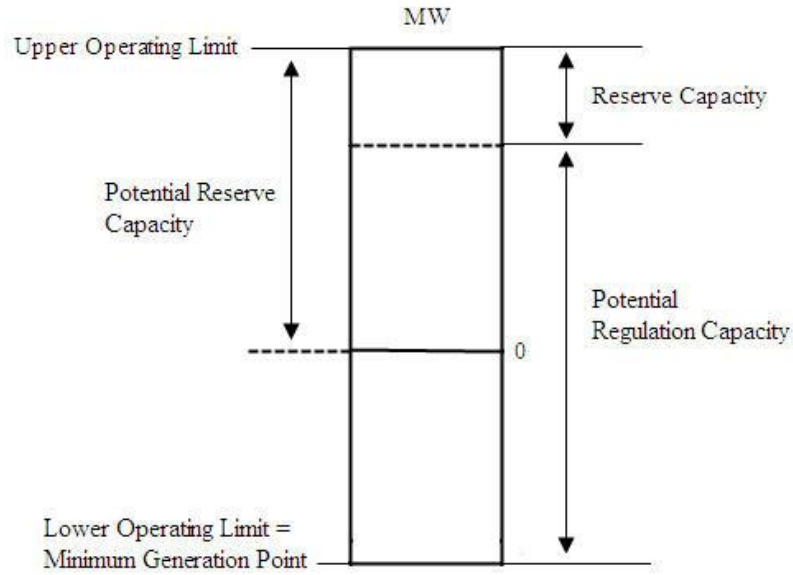 MW
Upper Operating Limit
Reserve Capacity
Potential Reserve
Capacity
Potential
Regulation Capacity
0
Lower Operating Limit =
Minimum Generation Point